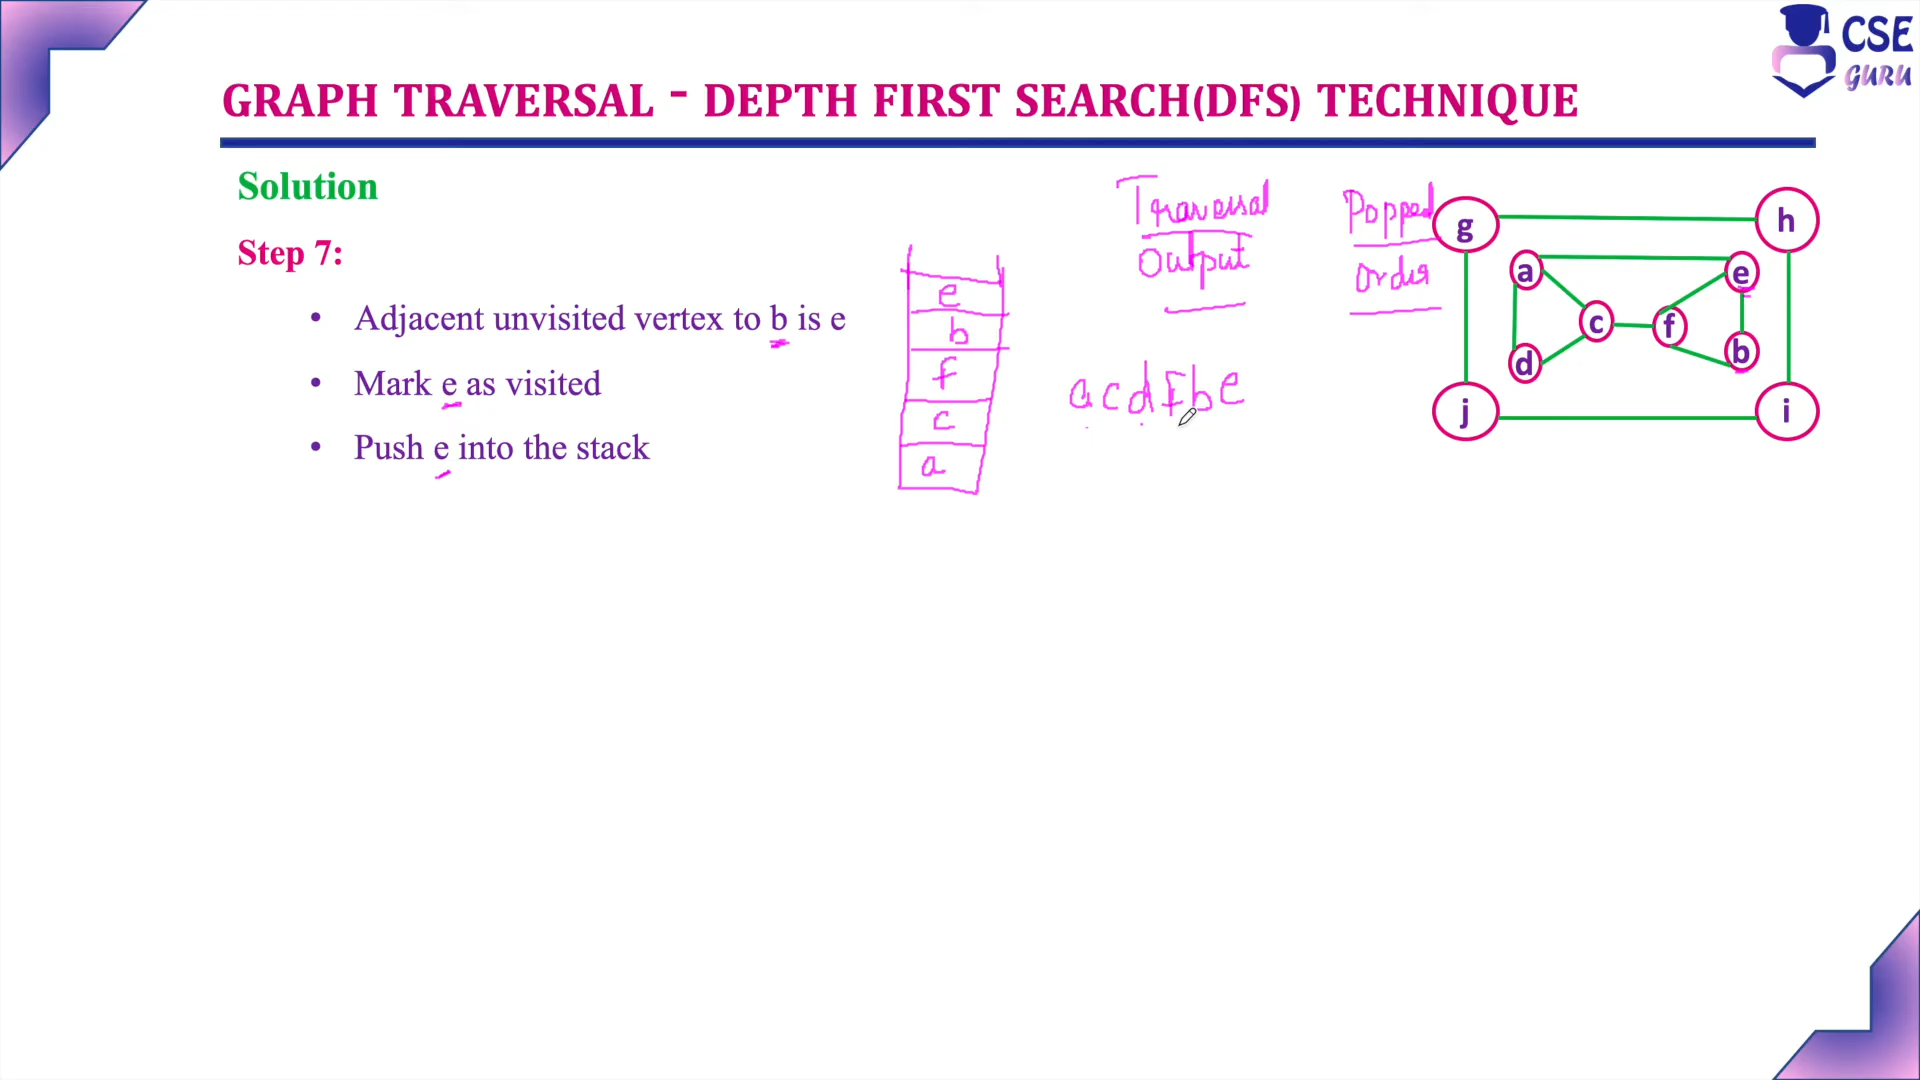 CSE
GURU
GRAPH TRAVERSAL - DEPTH FIRST SEARCH(DFS) TECHNIQUE
Solution
Step 7:
• Adjacent unvisited vertex to b is e
• Mark e as visited
• Push e into the stack
e
b
f
c
a
Traversal
Output
a c d f b e
Popped
order
g
h
a
e
c
f
d
b
j
i